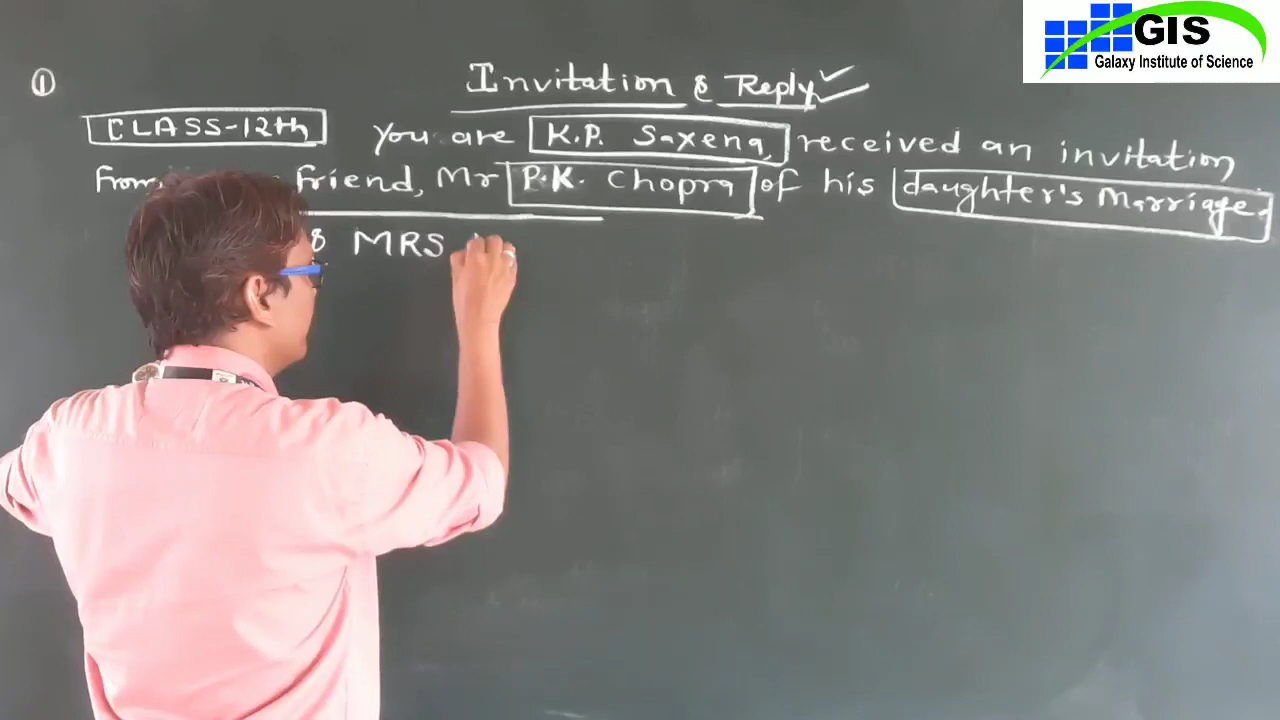 GIS
Galaxy Institute of Science
①
Invitation & Reply
CLASS-12th You are K.P. Saxena, received an invitation
from friend, Mr P.K. Chopra of his daughter's Marriage.
& MRS